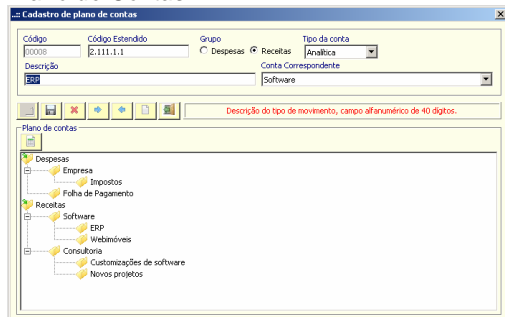 ..:: Cadastro de plano de contas
Código Código Estendido Grupo Tipo da conta
00008 2.111.1.1 Despesas Receitas Analítica
Descrição Conta Correspondente
ERP Software
Descrição do tipo de movimento, campo alfanumérico de 40 dígitos.
Plano de contas
Despesas
Empresa
Impostos
Folha de Pagamento
Receitas
Software
ERP
Webimóveis
Consultoria
Customizações de software
Novos projetos